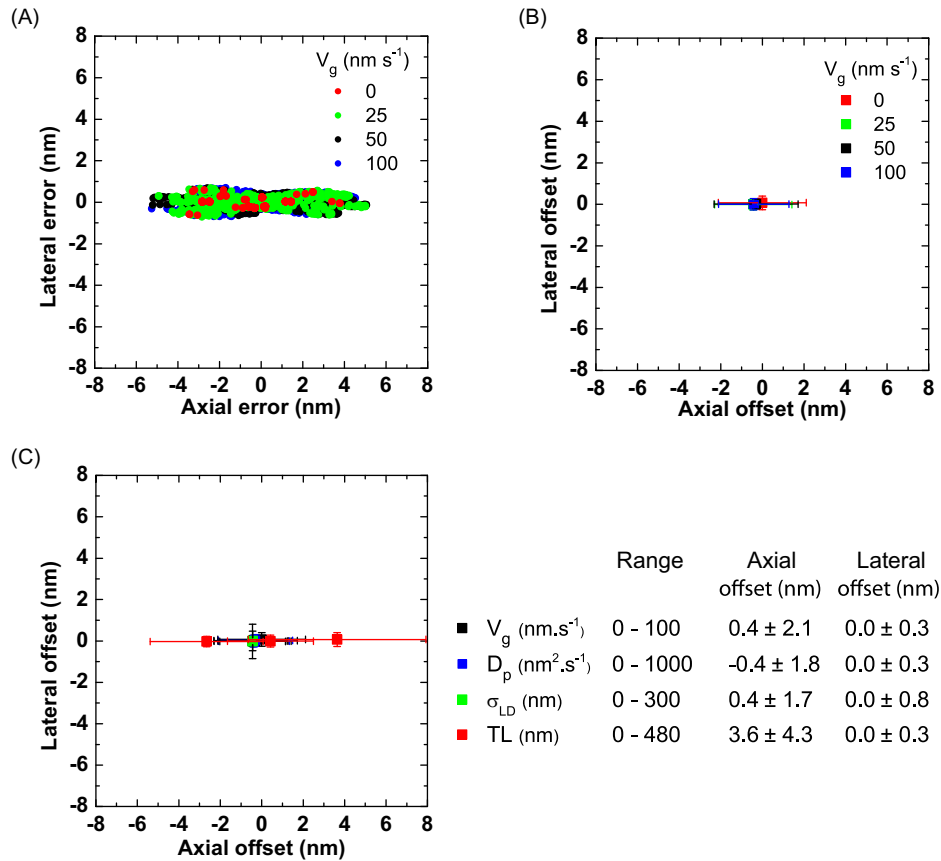 (A)
8
6
4
2
0
-2
-4
-6
-8
Lateral error (nm)
-8 -6 -4 -2 0 2 4 6 8
Axial error (nm)
V_g (nm s⁻¹)
0
25
50
100
(B)
8
6
4
2
0
-2
-4
-6
-8
Lateral offset (nm)
-8 -6 -4 -2 0 2 4 6 8
Axial offset (nm)
V_g (nm s⁻¹)
0
25
50
100
(C)
8
6
4
2
0
-2
-4
-6
-8
Lateral offset (nm)
-8 -6 -4 -2 0 2 4 6 8
Axial offset (nm)
Range Axial Lateral
offset (nm) offset (nm)
V_g (nm.s⁻¹) 0 - 100 0.4 ± 2.1 0.0 ± 0.3
D_p (nm².s⁻¹) 0 - 1000 -0.4 ± 1.8 0.0 ± 0.3
σ_LD (nm) 0 - 300 0.4 ± 1.7 0.0 ± 0.8
TL (nm) 0 - 480 3.6 ± 4.3 0.0 ± 0.3